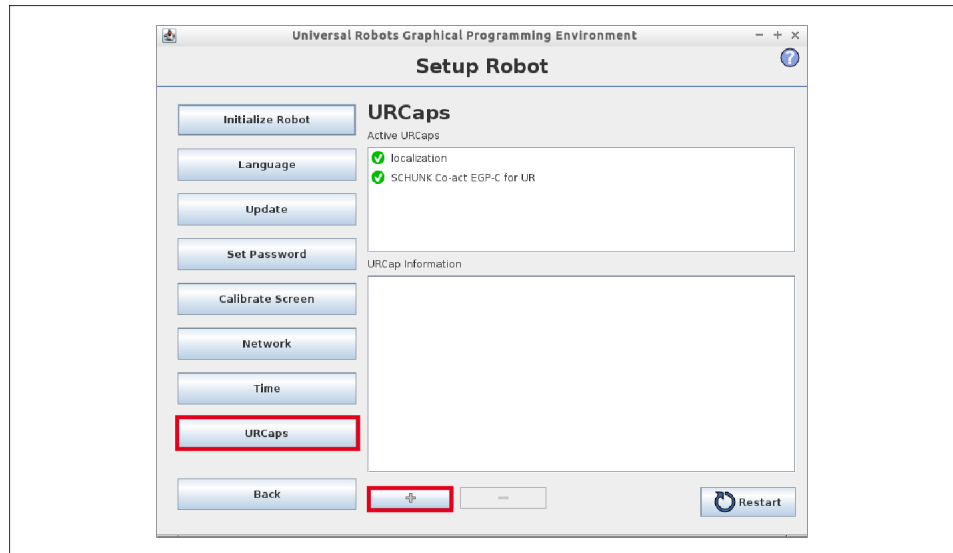 Universal Robots Graphical Programming Environment
Setup Robot
Initialize Robot
Language
Update
Set Password
Calibrate Screen
Network
Time
URCaps
Back
URCaps
Active URCaps
localization
SCHUNK Co-act EGP-C for UR
URCap Information
Restart